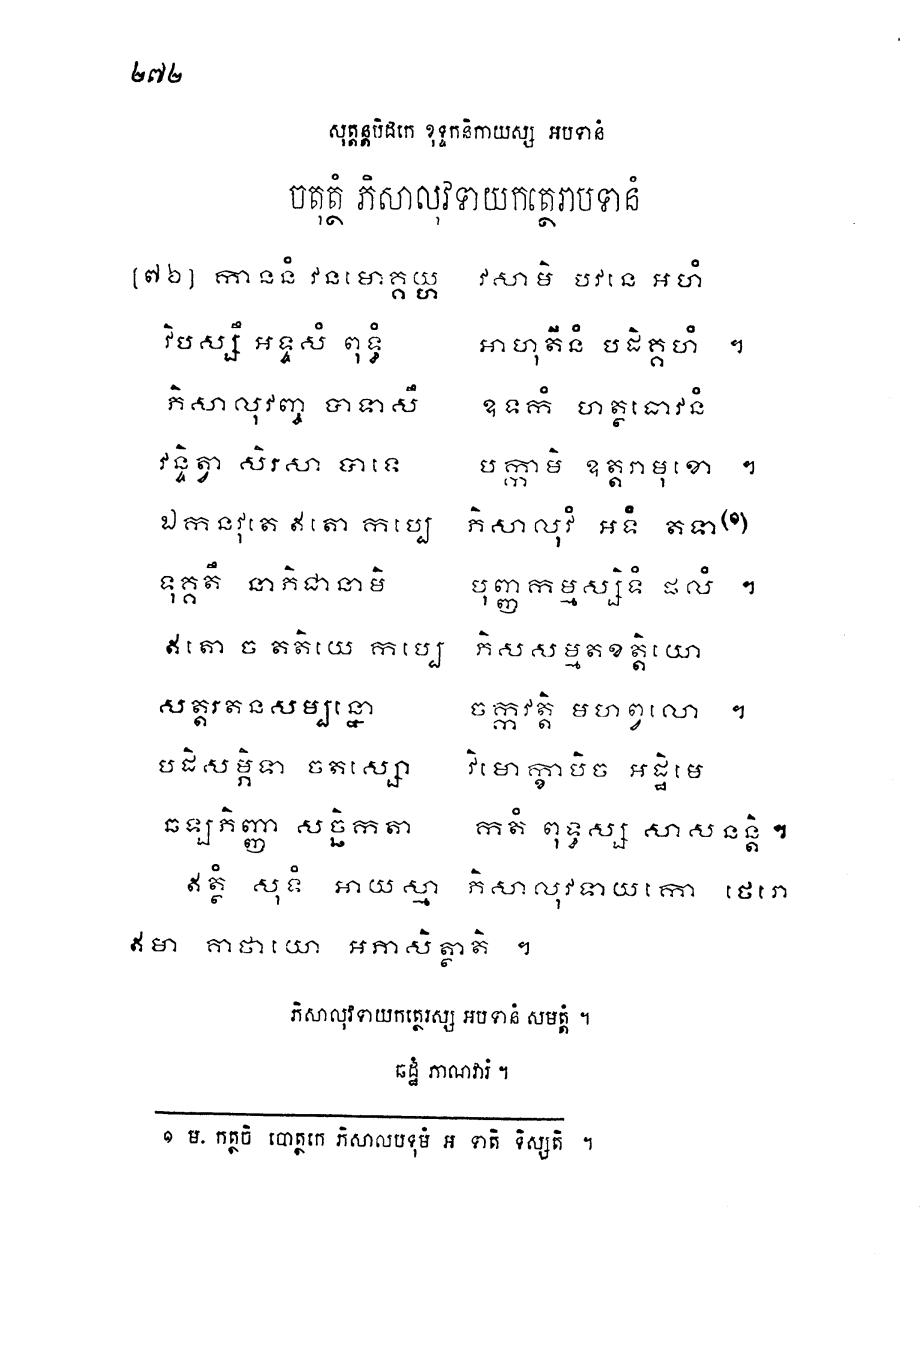 ២៧២
សុត្តន្តបិដកេ ខុទ្ទកនិកាយស្ស អបទានំ
ចតុត្ថំ ភិសាលុវទាយកត្ថេរាបទានំ
[៧៦] កាននំ វនមោគ្គយ្ហ វសាមិ បវនេ អហំ
វិបស្សឹ អទ្ទសំ ពុទ្ធំ អាហុតីនំ បដិគ្គហំ ។
ភិសាលុវញ្ច បាទាសឹ ឧទកំ ហត្ថធោវនំ
វន្ទិត្វា សិរសា បាទេ បក្កាមិ ឧត្តរាមុខោ ។
ឯកនវុតេ ឥតោ កប្បេ ភិសាលុវំ អទឹ តទា(១)
ទុគ្គតឹ នាភិជានាមិ បុញ្ញកម្មស្សិទំ ផលំ ។
ឥតោ ច តតិយេ កប្បេ ភិសសម្មតខត្តិយោ
សត្តរតនសម្បន្នោ ចក្កវត្តិ មហព្វលោ ។
បដិសម្ភិទា ចតស្សោ វិមោក្ខាបិច អដ្ឋិមេ
ឆឡភិញ្ញា សច្ឆិកតា កតំ ពុទ្ធស្ស សាសនន្តិ ។
ឥត្ថំ សុទំ អាយស្មា ភិសាលុវទាយកោ ថេរោ
ឥមា គាថាយោ អភាសិត្ថាតិ ។
ភិសាលុវទាយកត្ថេរស្ស អបទានំ សមត្តំ ។
ឆដ្ឋំ ភាណវារំ ។
១ ម. កត្ថចិ បោត្ថកេ ភិសាលបទុមំ អ ទាតិ ទិស្សតិ ។